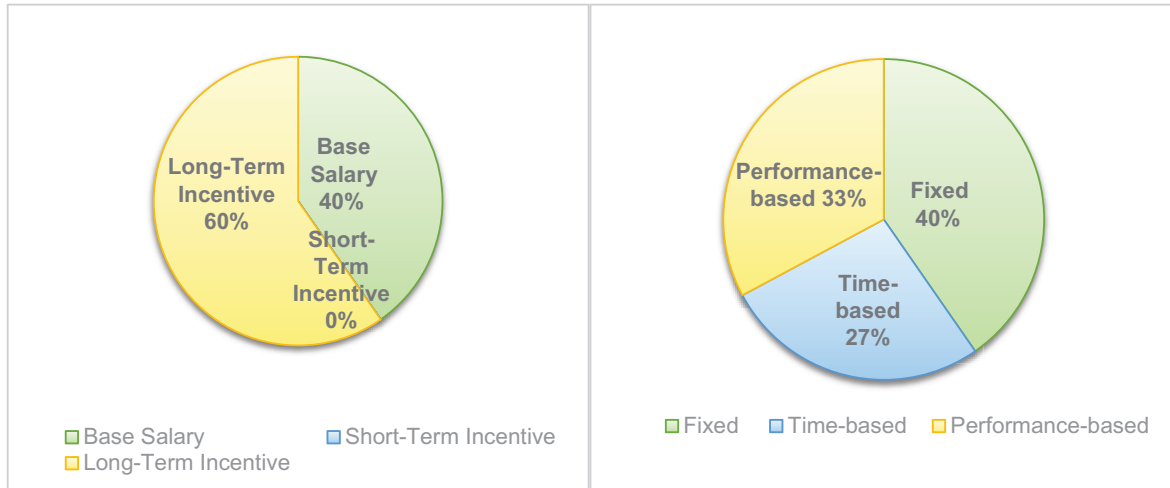 Long-Term
Incentive
60%
Base
Salary
40%
Short-
Term
Incentive
0%
Base Salary
Short-Term Incentive
Long-Term Incentive
Performance-
based 33%
Fixed
40%
Time-
based
27%
Fixed
Time-based
Performance-based